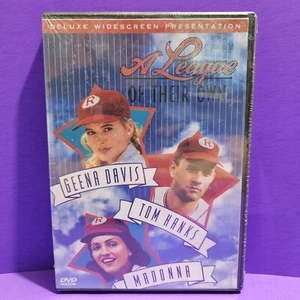 DELUXE WIDESCREEN PRESENTATION
A League
OF THEIR OWN
R
GEENA DAVIS
R
TOM HANKS
R
MADONNA
DVD